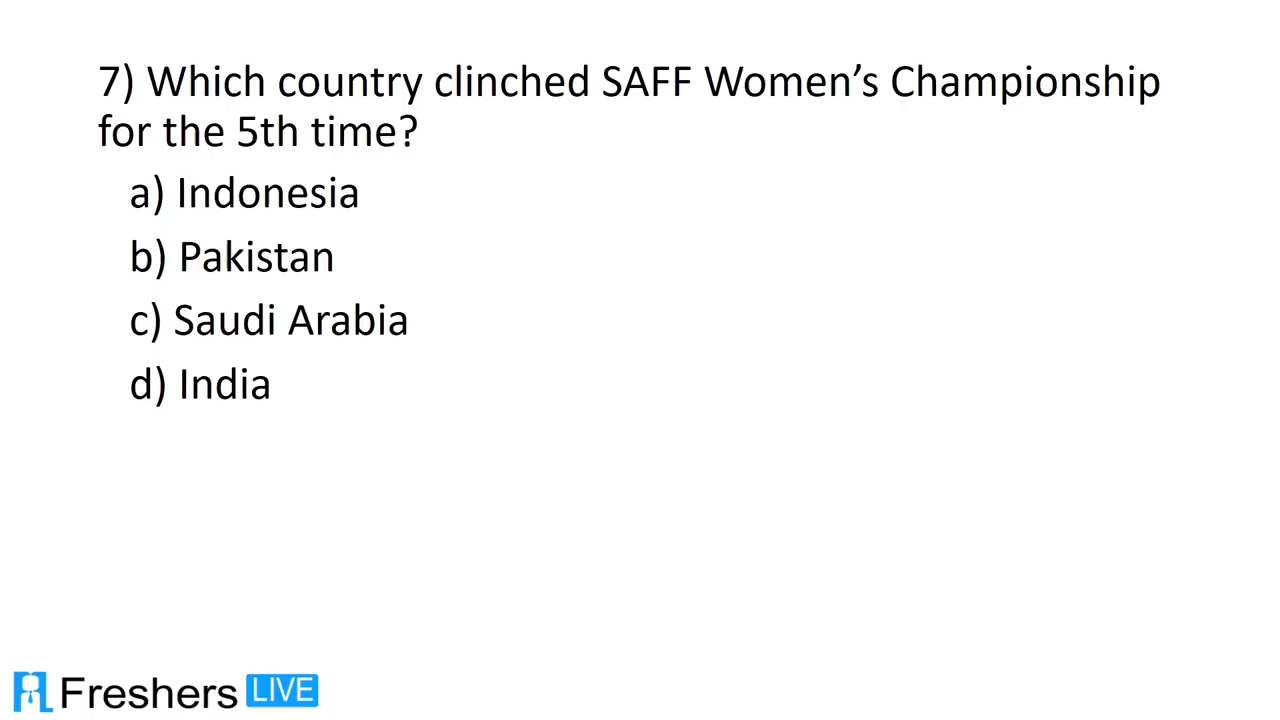 7) Which country clinched SAFF Women’s Championship
for the 5th time?
a) Indonesia
b) Pakistan
c) Saudi Arabia
d) India
Freshers LIVE